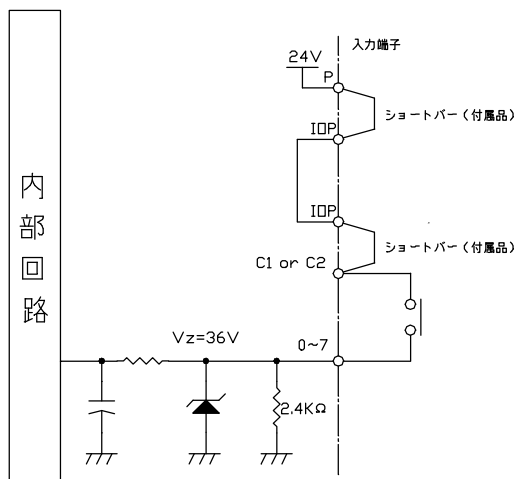 入力端子
24V
P
ショートバー(付属品)
IOP
IOP
ショートバー(付属品)
C1 or C2
内部回路
Vz=36V
0~7
2.4KΩ